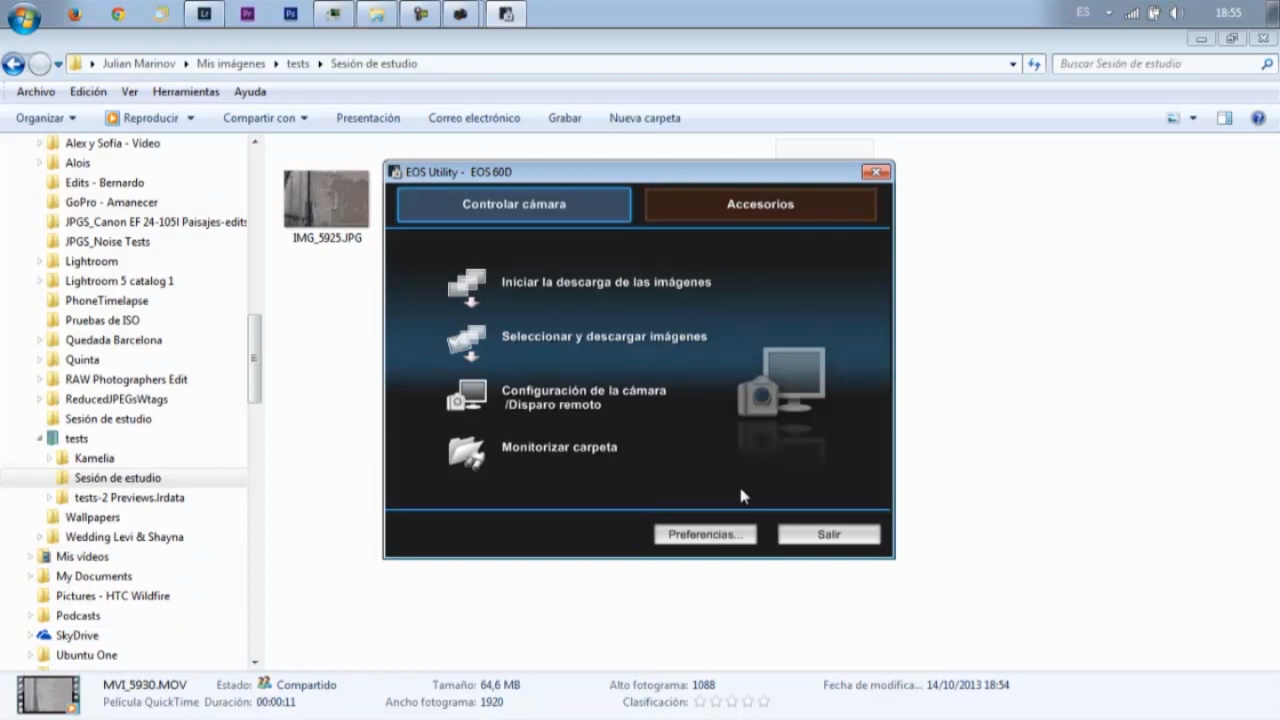 ES
18:55
Julian Marinov
Mis imágenes
tests
Sesión de estudio
Buscar Sesión de estudio
Archivo
Edición
Ver
Herramientas
Ayuda
Organizar
Reproducir
Compartir con
Presentación
Correo electrónico
Grabar
Nueva carpeta
Alex y Sofía - Vídeo
Alois
Edits - Bernardo
GoPro - Amanecer
JPGS_Canon EF 24-105l Paisajes-edits
JPGS_Noise Tests
Lightroom
Lightroom 5 catalog 1
PhoneTimelapse
Pruebas de ISO
Quedada Barcelona
Quinta
RAW Photographers Edit
ReducedJPEGsWtags
Sesión de estudio
tests
Kamelia
Sesión de estudio
tests-2 Previews.lrdata
Wallpapers
Wedding Levi & Shayna
Mis vídeos
My Documents
Pictures - HTC Wildfire
Podcasts
SkyDrive
Ubuntu One
IMG_5925.JPG
EOS Utility - EOS 60D
Controlar cámara
Accesorios
Iniciar la descarga de las imágenes
Seleccionar y descargar imágenes
Configuración de la cámara
/Disparo remoto
Monitorizar carpeta
Preferencias...
Salir
MVI_5930.MOV
Estado:
Compartido
Tamaño: 64,6 MB
Alto fotograma: 1088
Fecha de modifica... 14/10/2013 18:54
Película QuickTime
Duración: 00:00:11
Ancho fotograma: 1920
Clasificación: